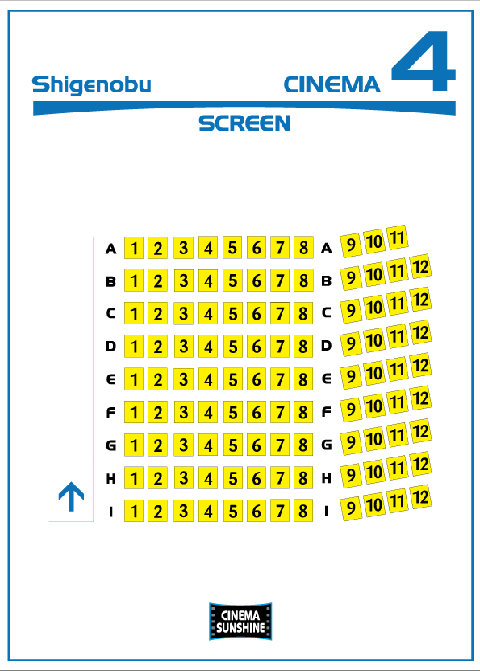 4
Shigenobu CINEMA
SCREEN
A 1 2 3 4 5 6 7 8 A 9 10 11
B 1 2 3 4 5 6 7 8 B 9 10 11 12
C 1 2 3 4 5 6 7 8 C 9 10 11 12
D 1 2 3 4 5 6 7 8 D 9 10 11 12
E 1 2 3 4 5 6 7 8 E 9 10 11 12
F 1 2 3 4 5 6 7 8 F 9 10 11 12
G 1 2 3 4 5 6 7 8 G 9 10 11 12
H 1 2 3 4 5 6 7 8 H 9 10 11 12
I 1 2 3 4 5 6 7 8 I 9 10 11 12
CINEMA
SUNSHINE